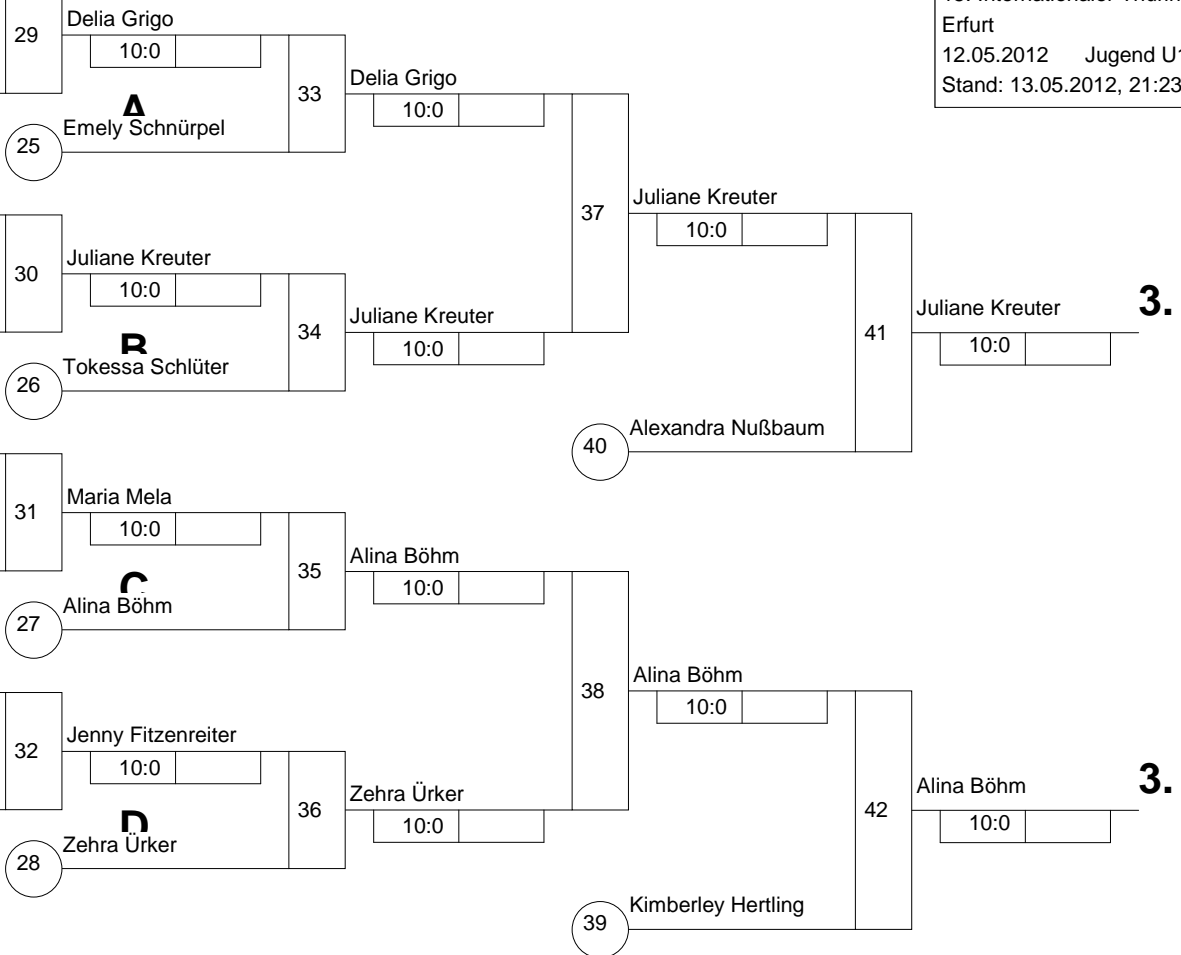 Erfurt
12.05.2012 Jugend
Stand: 13.05.2012, 21:23
29
Delia Grigo
10:0
A
25
Emely Schnürpel
33
Delia Grigo
10:0
30
Juliane Kreuter
10:0
B
26
Tokessa Schlüter
34
Juliane Kreuter
10:0
37
Juliane Kreuter
10:0
40
Alexandra Nußbaum
41
Juliane Kreuter
10:0
3.
31
Maria Mela
10:0
C
27
Alina Böhm
35
Alina Böhm
10:0
32
Jenny Fitzenreiter
10:0
D
28
Zehra Ürker
36
Zehra Ürker
10:0
38
Alina Böhm
10:0
39
Kimberley Hertling
42
Alina Böhm
10:0
3.